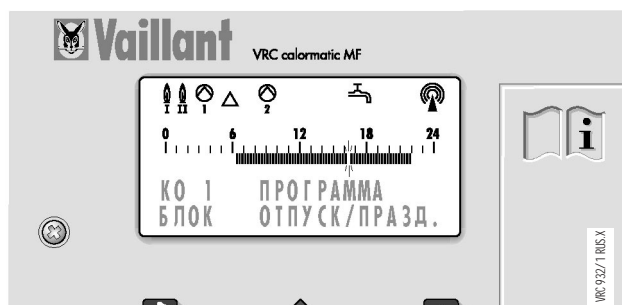 Vaillant
VRC calormatic MF
I II 1 2
0 6 12 18 24
КО 1 ПРОГРАММА
БЛОК ОТПУСК/ПРАЗД.
i
VRC 932/1 RUS.X